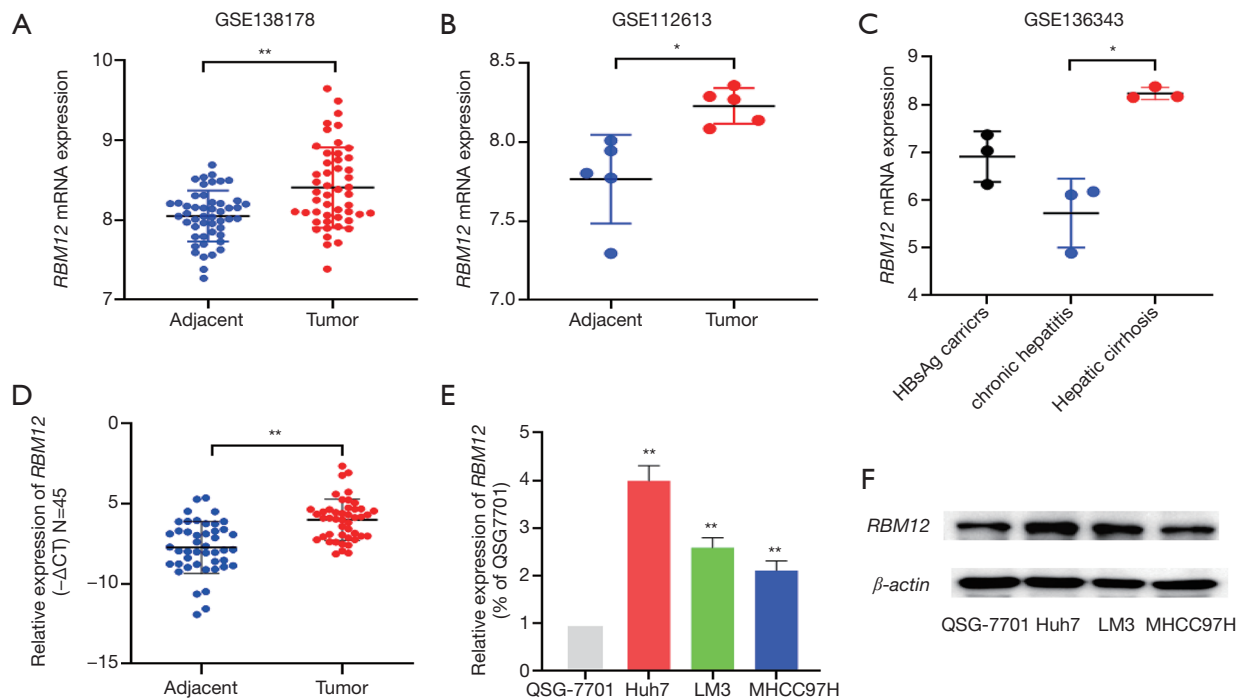 A
GSE138178
**
RBM12 mRNA expression
10
9
8
7
Adjacent
Tumor
B
GSE112613
*
RBM12 mRNA expression
8.5
8.0
7.5
7.0
Adjacent
Tumor
C
GSE136343
*
RBM12 mRNA expression
9
8
7
6
5
4
HBsAg carricrs
chronic hepatitis
Hepatic cirrhosis
D
**
Relative expression of RBM12
(−ΔCT) N=45
0
−5
−10
−15
Adjacent
Tumor
E
Relative expression of RBM12
(% of QSG7701)
5
4
3
2
1
0
**
**
**
QSG-7701
Huh7
LM3
MHCC97H
F
RBM12
β-actin
QSG-7701 Huh7 LM3 MHCC97H